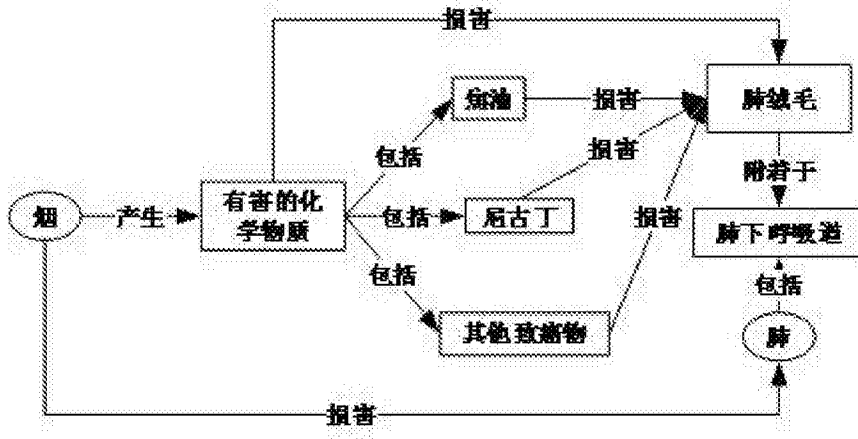 损害
焦油
损害
肺绒毛
包括
损害
附着于
烟
产生
有害的化
学物质
包括
尼古丁
损害
肺下呼吸道
包括
包括
其他致癌物
肺
损害